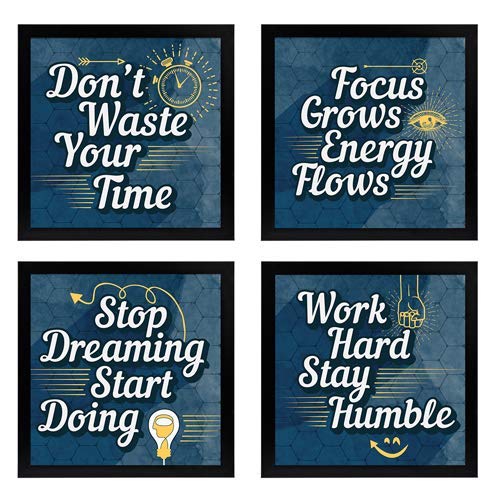 Don't
Waste
Your
Time
Focus
Grows
Energy
Flows
Stop
Dreaming
Start
Doing
Work
Hard
Stay
Humble